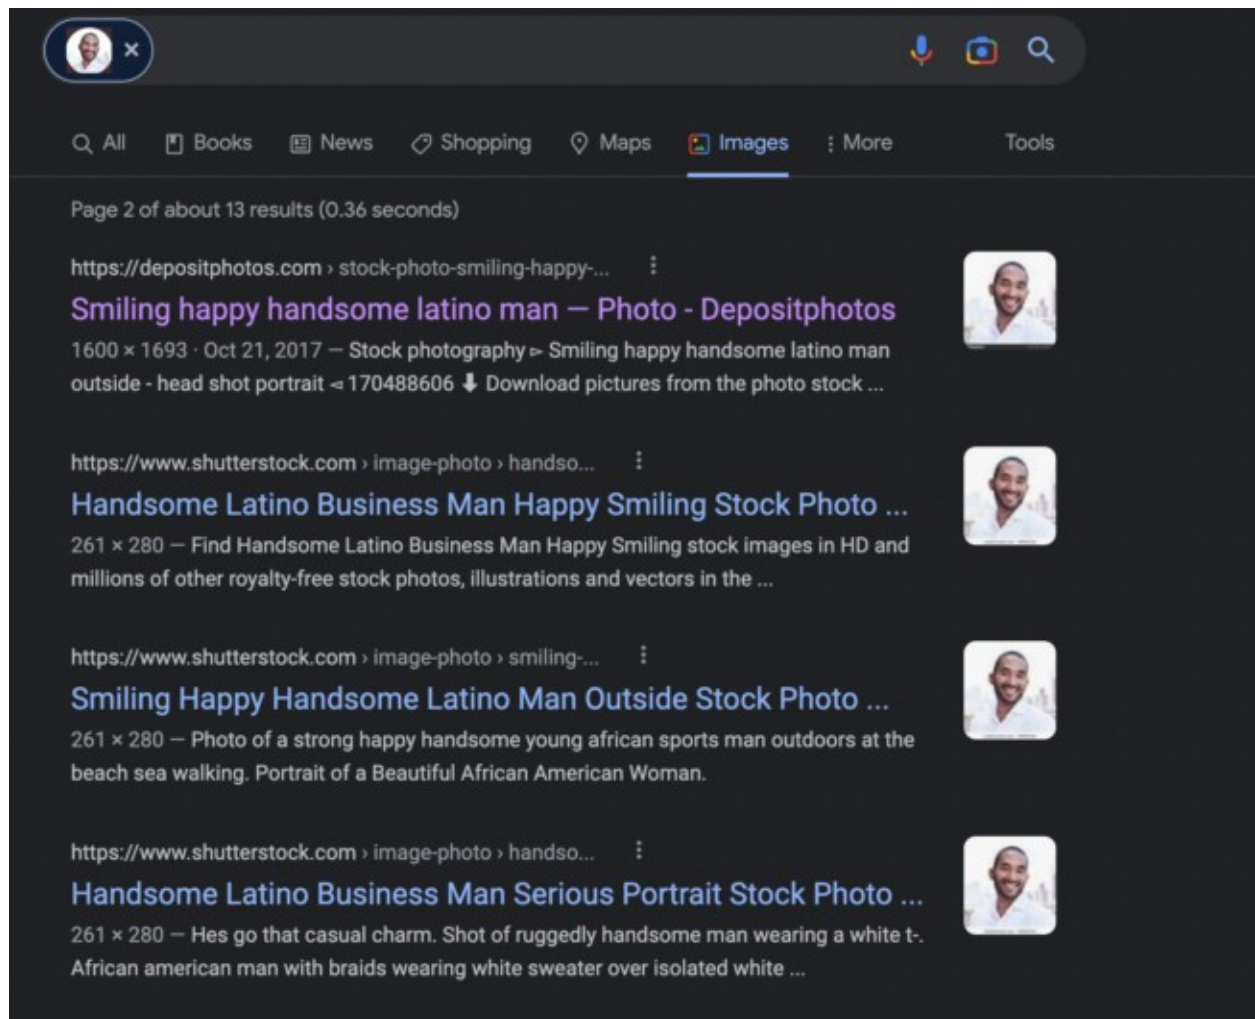 All Books News Shopping Maps Images More Tools
Page 2 of about 13 results (0.36 seconds)
https://depositphotos.com › stock-photo-smiling-happy-...
Smiling happy handsome latino man — Photo - Depositphotos
1600 × 1693 · Oct 21, 2017 — Stock photography ⊳ Smiling happy handsome latino man
outside - head shot portrait ⊲ 170488606 ⬇ Download pictures from the photo stock ...
https://www.shutterstock.com › image-photo › handso...
Handsome Latino Business Man Happy Smiling Stock Photo ...
261 × 280 — Find Handsome Latino Business Man Happy Smiling stock images in HD and
millions of other royalty-free stock photos, illustrations and vectors in the ...
https://www.shutterstock.com › image-photo › smiling-...
Smiling Happy Handsome Latino Man Outside Stock Photo ...
261 × 280 — Photo of a strong happy handsome young african sports man outdoors at the
beach sea walking. Portrait of a Beautiful African American Woman.
https://www.shutterstock.com › image-photo › handso...
Handsome Latino Business Man Serious Portrait Stock Photo ...
261 × 280 — Hes go that casual charm. Shot of ruggedly handsome man wearing a white t-.
African american man with braids wearing white sweater over isolated white ...